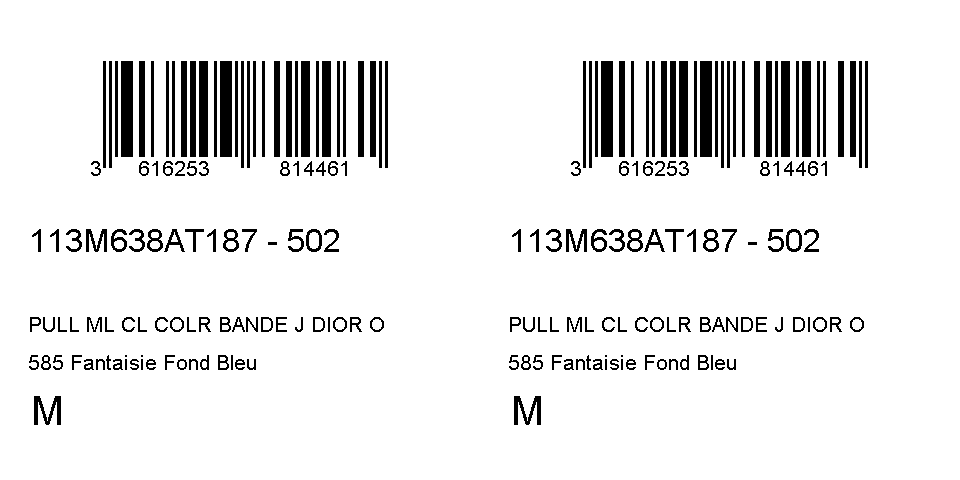 3 616253 814461
113M638AT187 - 502
PULL ML CL COLR BANDE J DIOR O
585 Fantaisie Fond Bleu
M
3 616253 814461
113M638AT187 - 502
PULL ML CL COLR BANDE J DIOR O
585 Fantaisie Fond Bleu
M